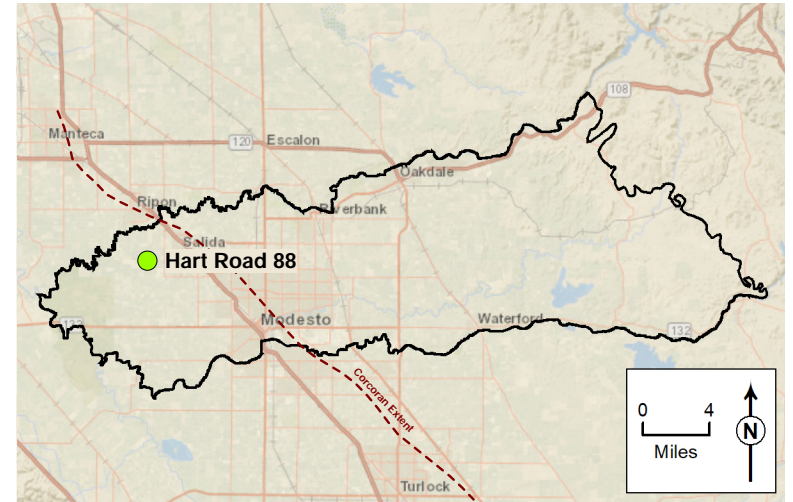 108
Manteca
120
Escalon
Oakdale
Ripon
Riverbank
Salida
Hart Road 88
132
Modesto
Waterford
132
Corcoran Extent
0 4
Miles
N
Turlock